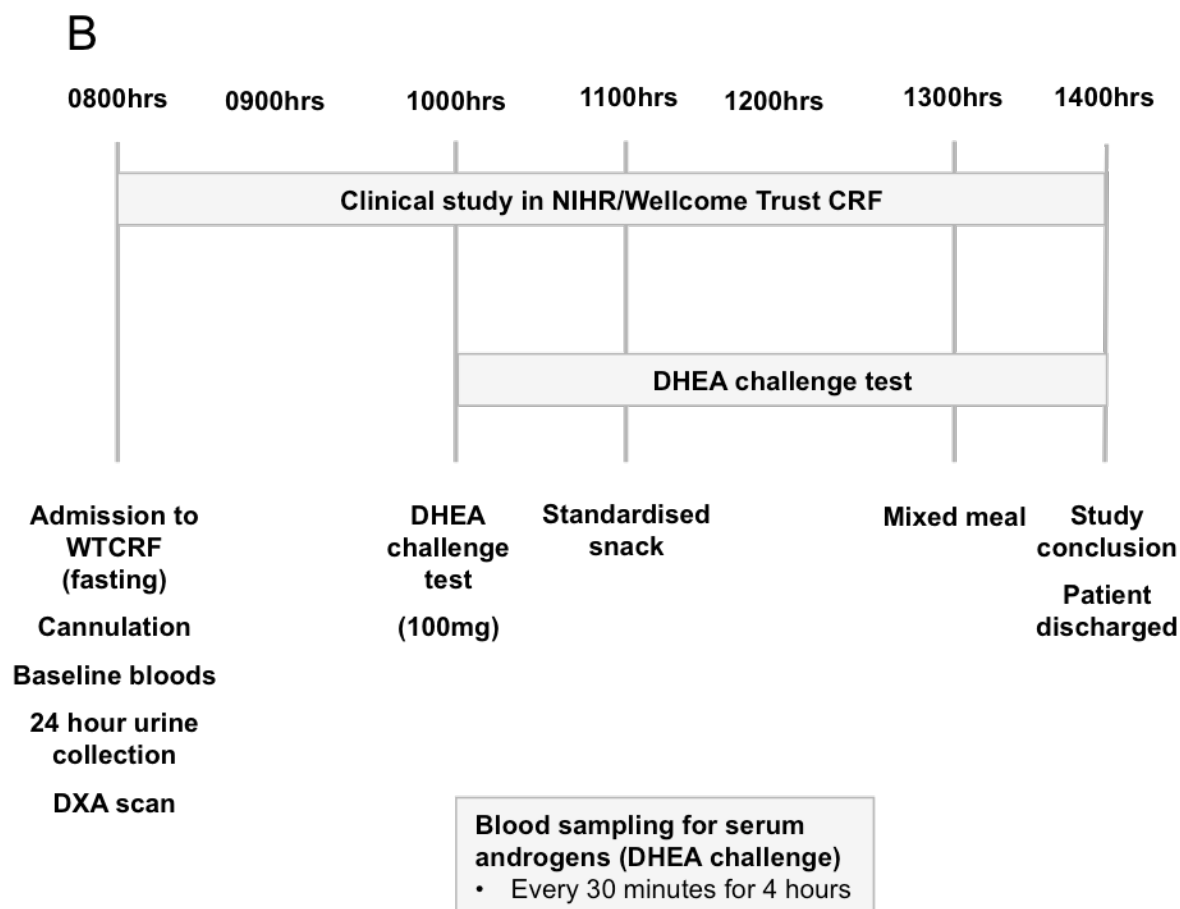 B
0800hrs 0900hrs 1000hrs 1100hrs 1200hrs 1300hrs 1400hrs
Clinical study in NIHR/Wellcome Trust CRF
DHEA challenge test
Admission to
WTCRF
(fasting)
Cannulation
Baseline bloods
24 hour urine
collection
DXA scan
DHEA
challenge
test
(100mg)
Standardised
snack
Mixed meal
Study
conclusion
Patient
discharged
Blood sampling for serum
androgens (DHEA challenge)
• Every 30 minutes for 4 hours